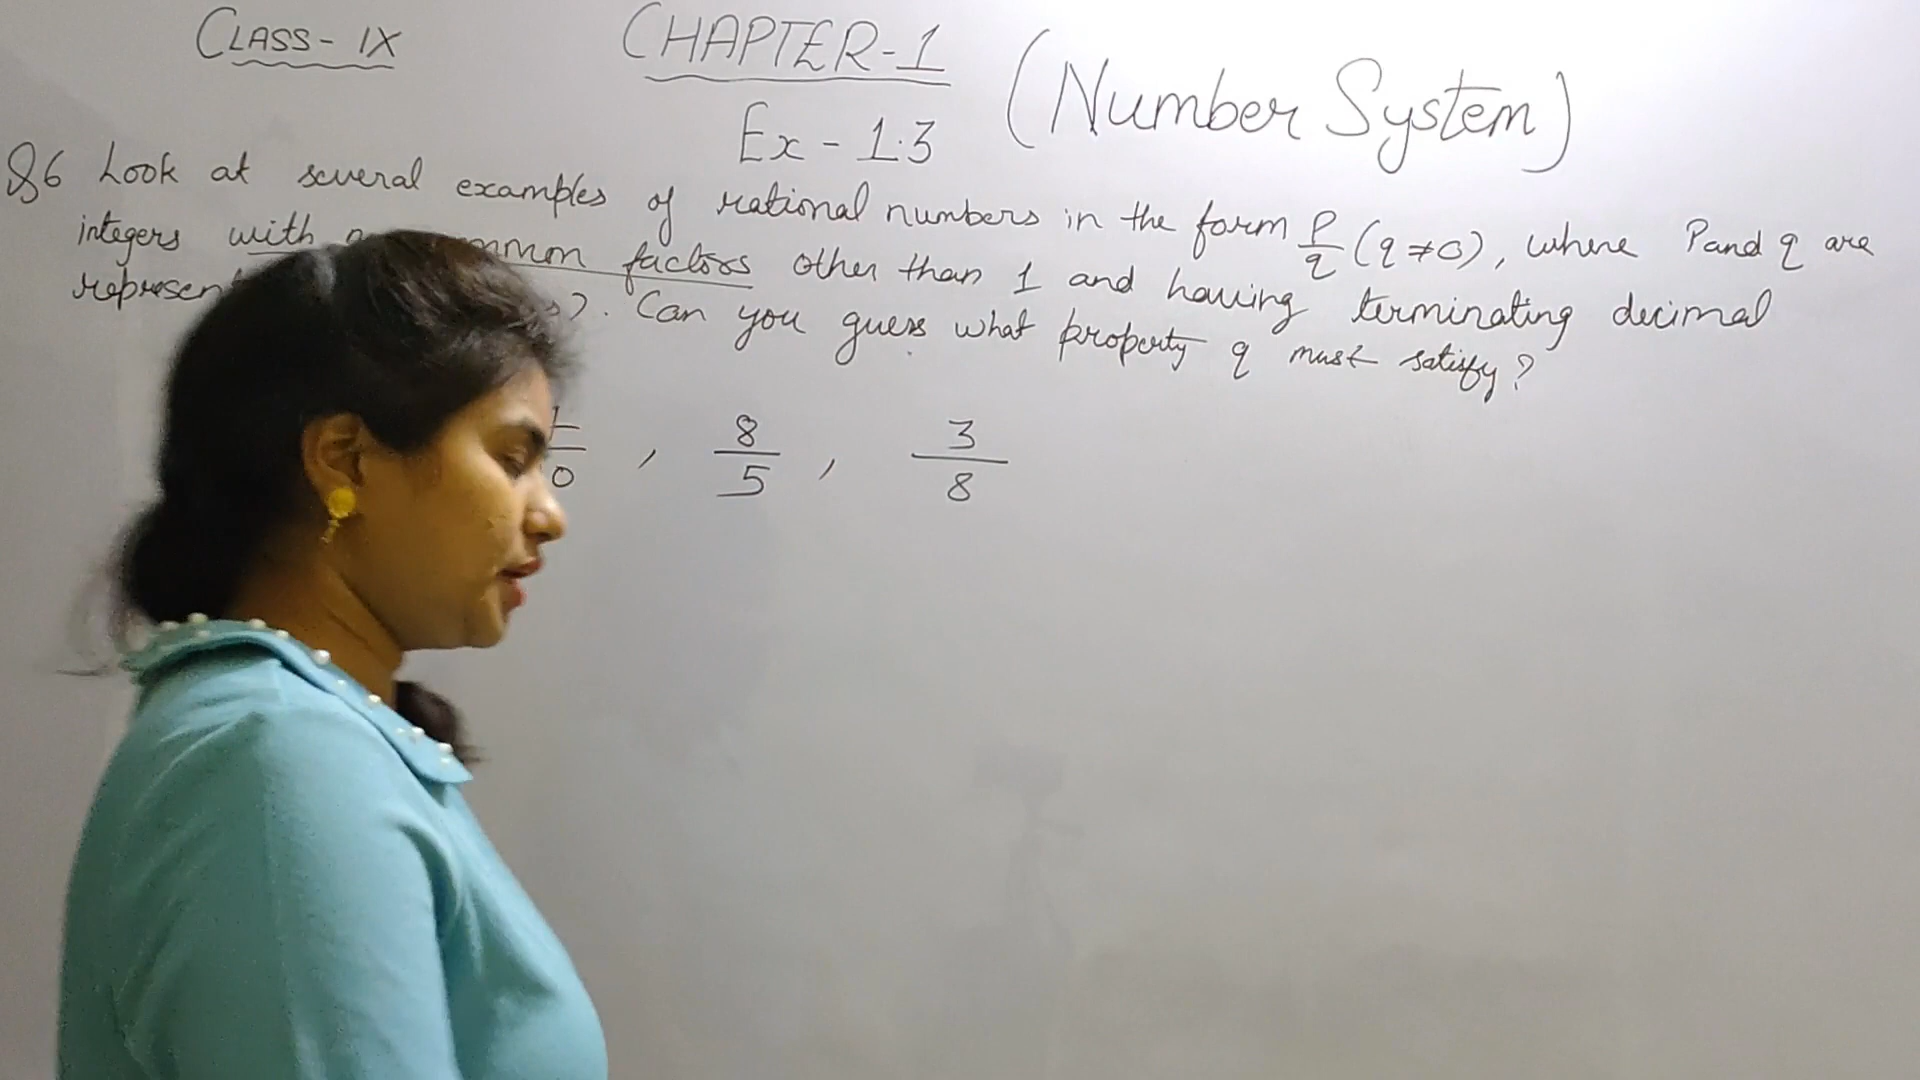 CLASS- IX
CHAPTER-1
(Number System)
Ex - 1.3
Q6 Look at several examples of rational numbers in the form p/q (q ≠ 0), where P and q are
integers with factors other than 1 and having terminating decimal
Can you guess what property q must satisfy?
8/5 , 3/8